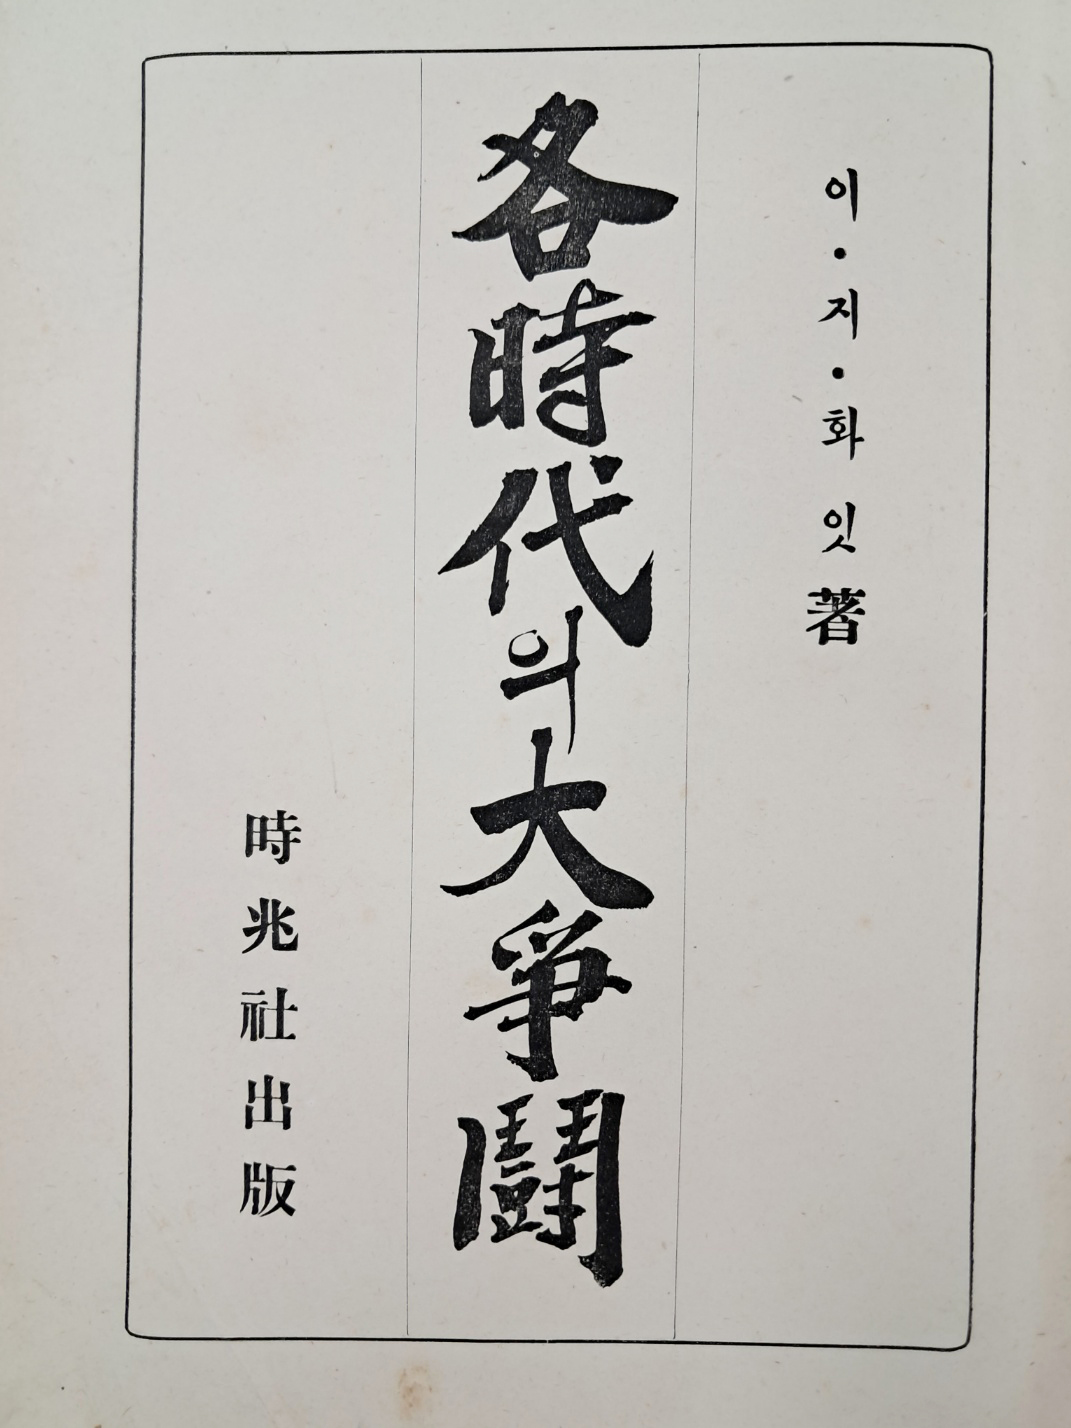 이·지·화잇 著
各時代의大爭鬪
時兆社出版